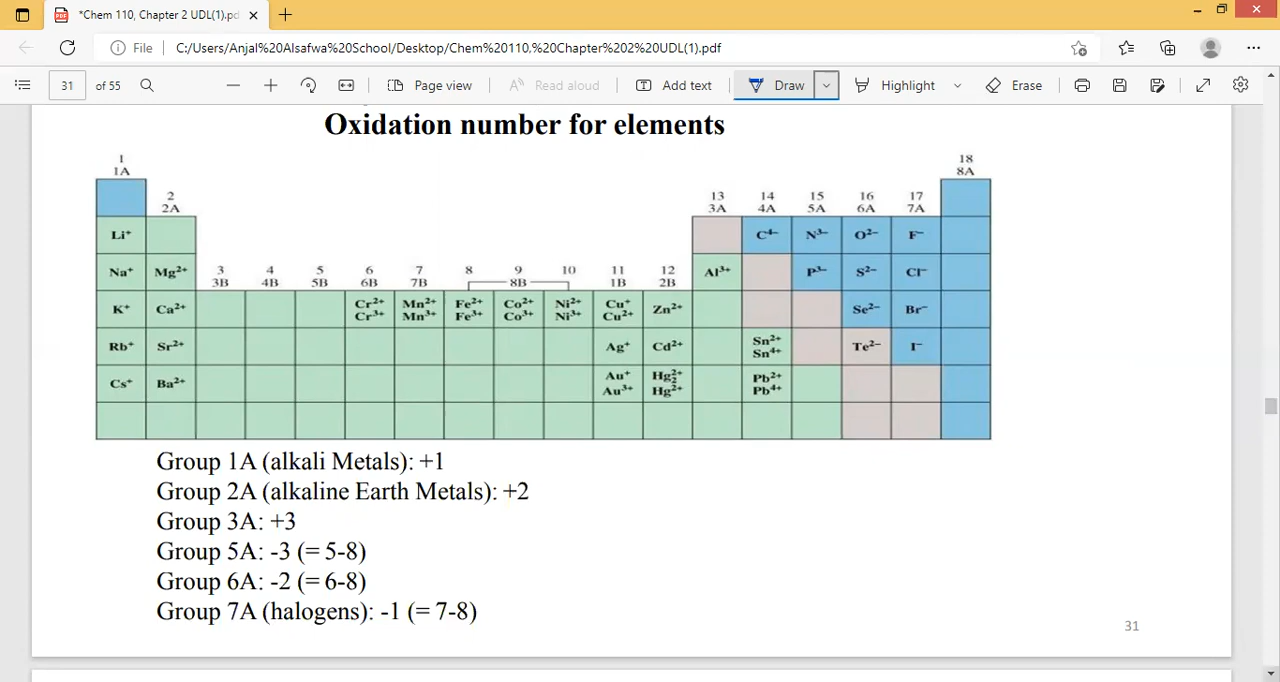 *Chem 110, Chapter 2 UDL(1).pd
File C:/Users/Anjal%20Alsafwa%20School/Desktop/Chem%20110,%20Chapter%202%20UDL(1).pdf
31 of 55 Page view Read aloud Add text Draw Highlight Erase
Oxidation number for elements
1 18
1A 8A
2 13 14 15 16 17
2A 3A 4A 5A 6A 7A
Li⁺ C⁴⁻ N³⁻ O²⁻ F⁻
Na⁺ Mg²⁺ 3 4 5 6 7 8 9 10 11 12 Al³⁺ P³⁻ S²⁻ Cl⁻
3B 4B 5B 6B 7B 8B 1B 2B
K⁺ Ca²⁺ Cr²⁺ Mn²⁺ Fe²⁺ Co²⁺ Ni²⁺ Cu⁺ Zn²⁺ Se²⁻ Br⁻
Cr³⁺ Mn³⁺ Fe³⁺ Co³⁺ Ni³⁺ Cu²⁺
Rb⁺ Sr²⁺ Ag⁺ Cd²⁺ Sn²⁺ Te²⁻ I⁻
Sn⁴⁺
Cs⁺ Ba²⁺ Au⁺ Hg₂²⁺ Pb²⁺
Au³⁺ Hg²⁺ Pb⁴⁺
Group 1A (alkali Metals): +1
Group 2A (alkaline Earth Metals): +2
Group 3A: +3
Group 5A: -3 (= 5-8)
Group 6A: -2 (= 6-8)
Group 7A (halogens): -1 (= 7-8)
31